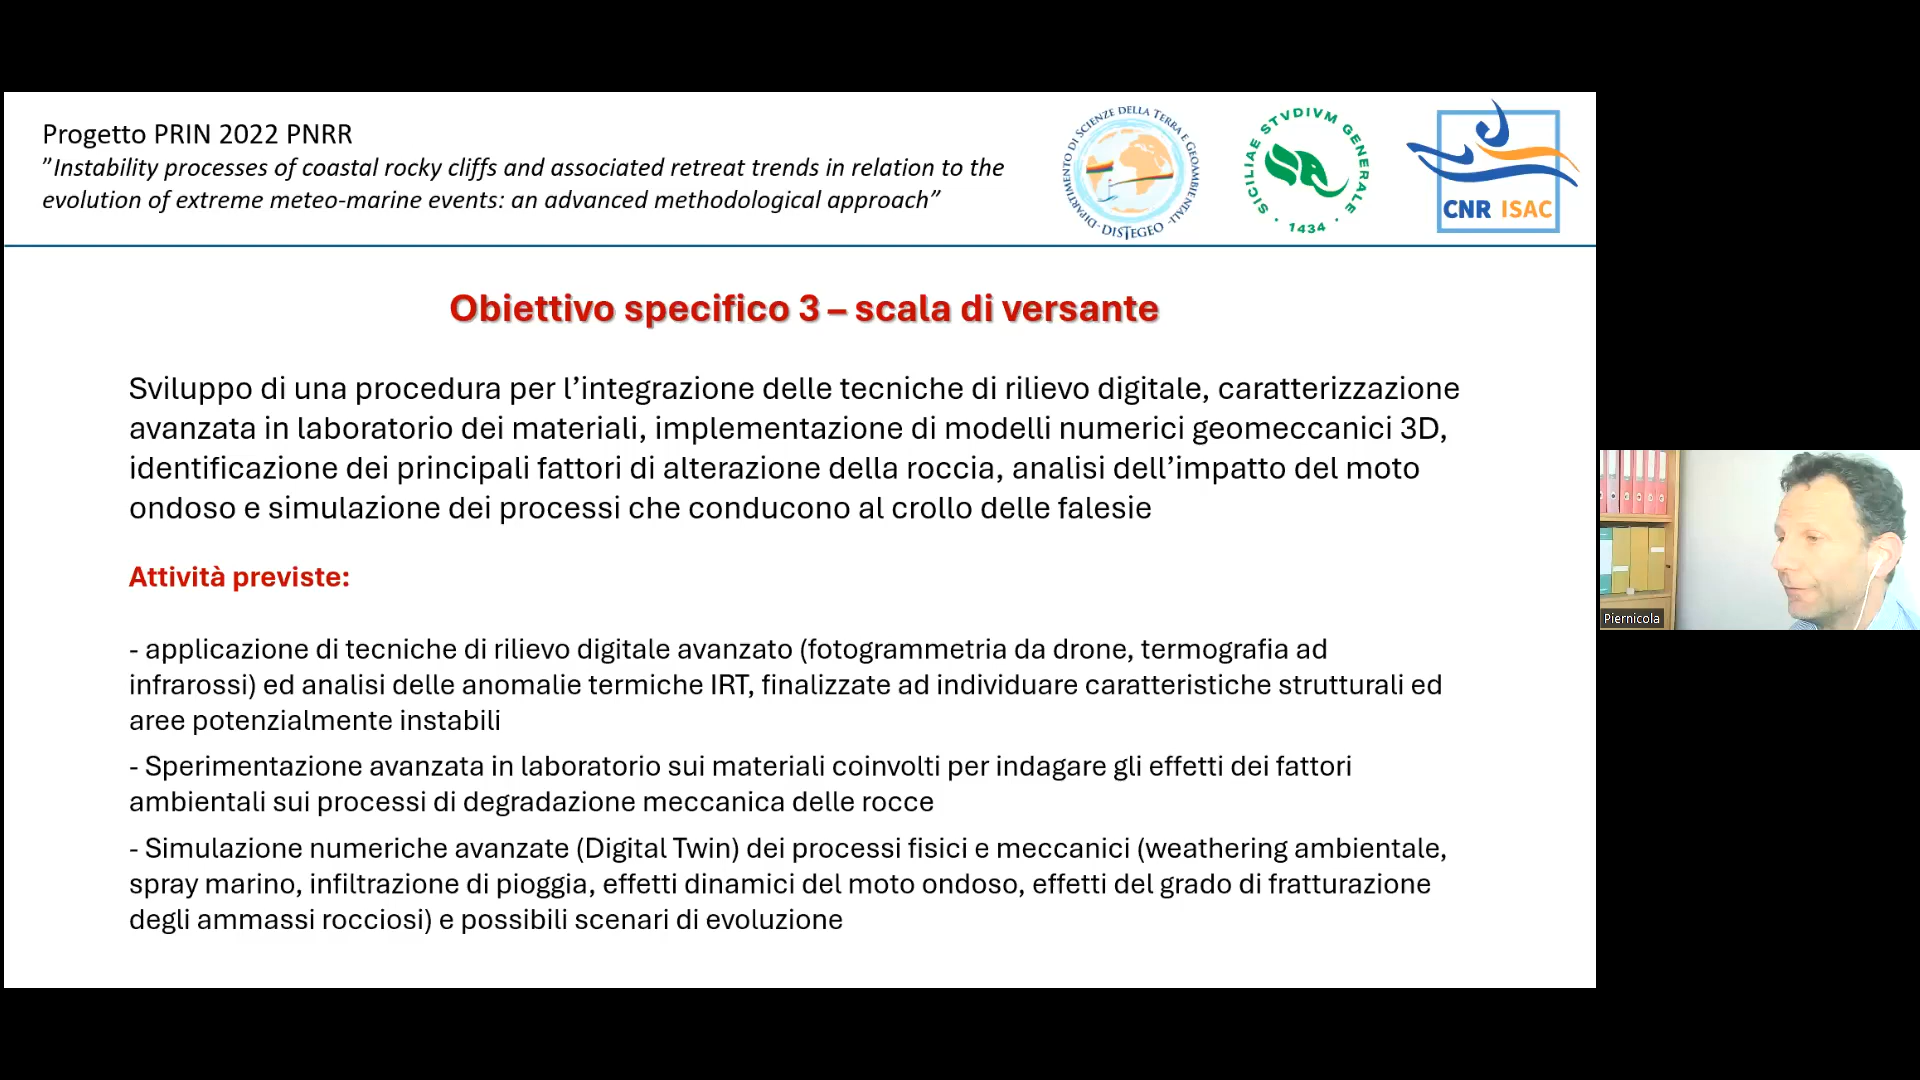 Progetto PRIN 2022 PNRR
”Instability processes of coastal rocky cliffs and associated retreat trends in relation to the
evolution of extreme meteo-marine events: an advanced methodological approach”
DIPARTIMENTO DI SCIENZE DELLA TERRA E GEOAMBIENTALI
DISTEGEO
SICILIAE STVDIVM GENERALE
1434
CNR ISAC
Obiettivo specifico 3 – scala di versante
Sviluppo di una procedura per l’integrazione delle tecniche di rilievo digitale, caratterizzazione
avanzata in laboratorio dei materiali, implementazione di modelli numerici geomeccanici 3D,
identificazione dei principali fattori di alterazione della roccia, analisi dell’impatto del moto
ondoso e simulazione dei processi che conducono al crollo delle falesie
Attività previste:
- applicazione di tecniche di rilievo digitale avanzato (fotogrammetria da drone, termografia ad
infrarossi) ed analisi delle anomalie termiche IRT, finalizzate ad individuare caratteristiche strutturali ed
aree potenzialmente instabili
- Sperimentazione avanzata in laboratorio sui materiali coinvolti per indagare gli effetti dei fattori
ambientali sui processi di degradazione meccanica delle rocce
- Simulazione numeriche avanzate (Digital Twin) dei processi fisici e meccanici (weathering ambientale,
spray marino, infiltrazione di pioggia, effetti dinamici del moto ondoso, effetti del grado di fratturazione
degli ammassi rocciosi) e possibili scenari di evoluzione
Piernicola